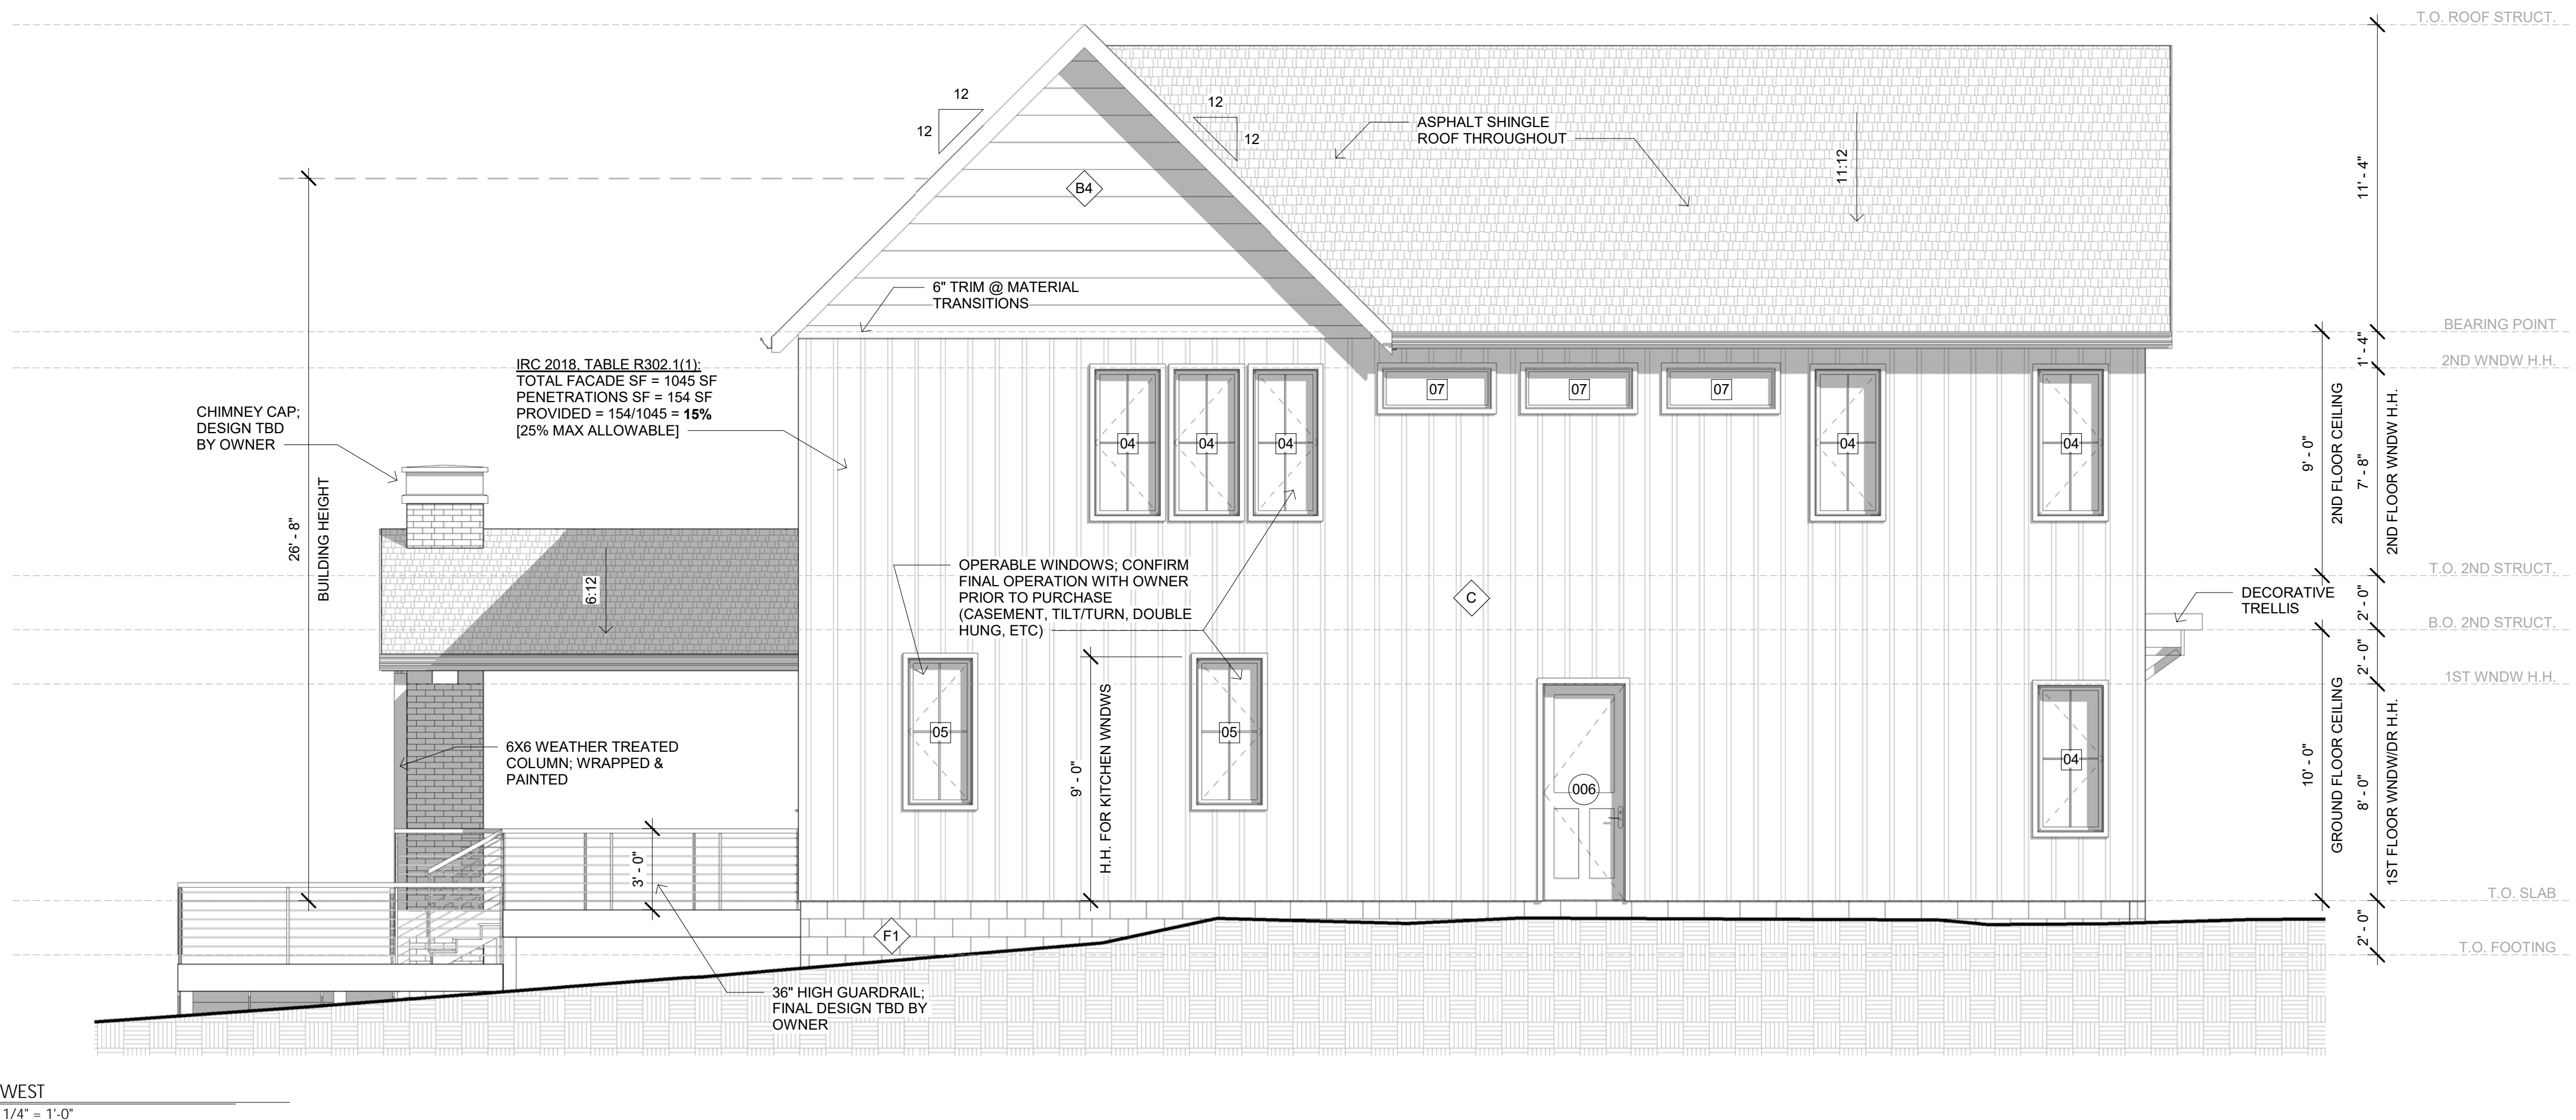 T.O. ROOF STRUCT.
12
12
12
12
ASPHALT SHINGLE
ROOF THROUGHOUT
11:12
11' - 4"
B4
6" TRIM @ MATERIAL
TRANSITIONS
BEARING POINT
1' - 4"
2ND WNDW H.H.
IRC 2018, TABLE R302.1(1):
TOTAL FACADE SF = 1045 SF
PENETRATIONS SF = 154 SF
PROVIDED = 154/1045 = 15%
[25% MAX ALLOWABLE]
CHIMNEY CAP;
DESIGN TBD
BY OWNER
07
07
07
04
04
04
04
04
9' - 0"
2ND FLOOR CEILING
7' - 8"
2ND FLOOR WNDW H.H.
26' - 8"
BUILDING HEIGHT
6:12
OPERABLE WINDOWS; CONFIRM
FINAL OPERATION WITH OWNER
PRIOR TO PURCHASE
(CASEMENT, TILT/TURN, DOUBLE
HUNG, ETC)
C
T.O. 2ND STRUCT.
DECORATIVE
TRELLIS
2' - 0"
B.O. 2ND STRUCT.
2' - 0"
1ST WNDW H.H.
6X6 WEATHER TREATED
COLUMN; WRAPPED &
PAINTED
05
05
9' - 0"
H.H. FOR KITCHEN WNDWS
006
04
10' - 0"
GROUND FLOOR CEILING
8' - 0"
1ST FLOOR WNDW/DR H.H.
3' - 0"
T.O. SLAB
F1
2' - 0"
T.O. FOOTING
36" HIGH GUARDRAIL;
FINAL DESIGN TBD BY
OWNER
WEST
1/4" = 1'-0"